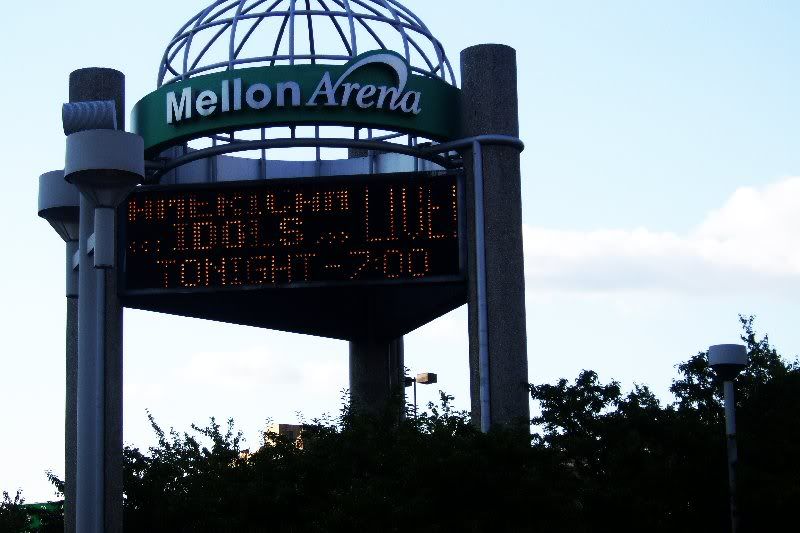 Mellon Arena
AMERICAN
... IDOLS ... LIVE!
TONIGHT - 7:00